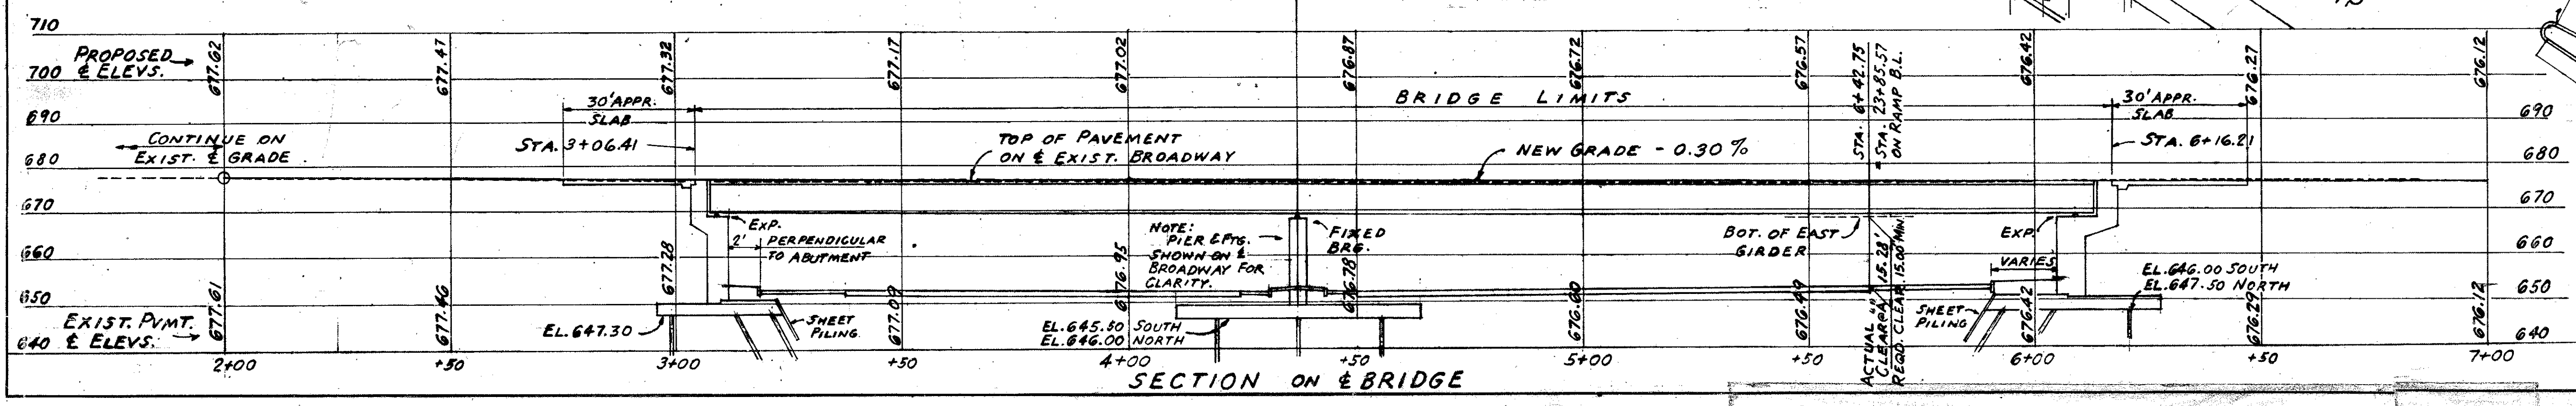 710
700
690
680
670
660
650
640
PROPOSED
℄ ELEVS.
677.62
677.47
677.32
677.17
677.02
676.87
676.72
676.57
676.42
676.27
676.12
STA. 6+42.75
STA. 23+85.57
ON RAMP B.L.
30' APPR.
SLAB
BRIDGE LIMITS
30' APPR.
SLAB
CONTINUE ON
EXIST. ℄ GRADE
STA. 3+06.41
TOP OF PAVEMENT
ON ℄ EXIST. BROADWAY
NEW GRADE - 0.30 %
STA. 6+16.21
690
680
670
660
650
640
EXP.
2' PERPENDICULAR
TO ABUTMENT
NOTE:
PIER & FTG.
SHOWN ON ℄
BROADWAY FOR
CLARITY.
FIXED
BRG.
BOT. OF EAST
GIRDER
EXP.
VARIES
EL. 646.00 SOUTH
EL. 647.50 NORTH
EXIST. PVMT.
℄ ELEVS.
677.61
677.46
677.28
677.09
676.95
676.78
676.60
676.49
676.42
676.29
676.12
EL. 647.30
SHEET
PILING
EL. 645.50 SOUTH
EL. 646.00 NORTH
ACTUAL
CLEAR 15.28'
REQD. CLEAR. 15.00 MIN.
SHEET
PILING
2+00
+50
3+00
+50
4+00
+50
5+00
+50
6+00
+50
7+00
SECTION ON ℄ BRIDGE